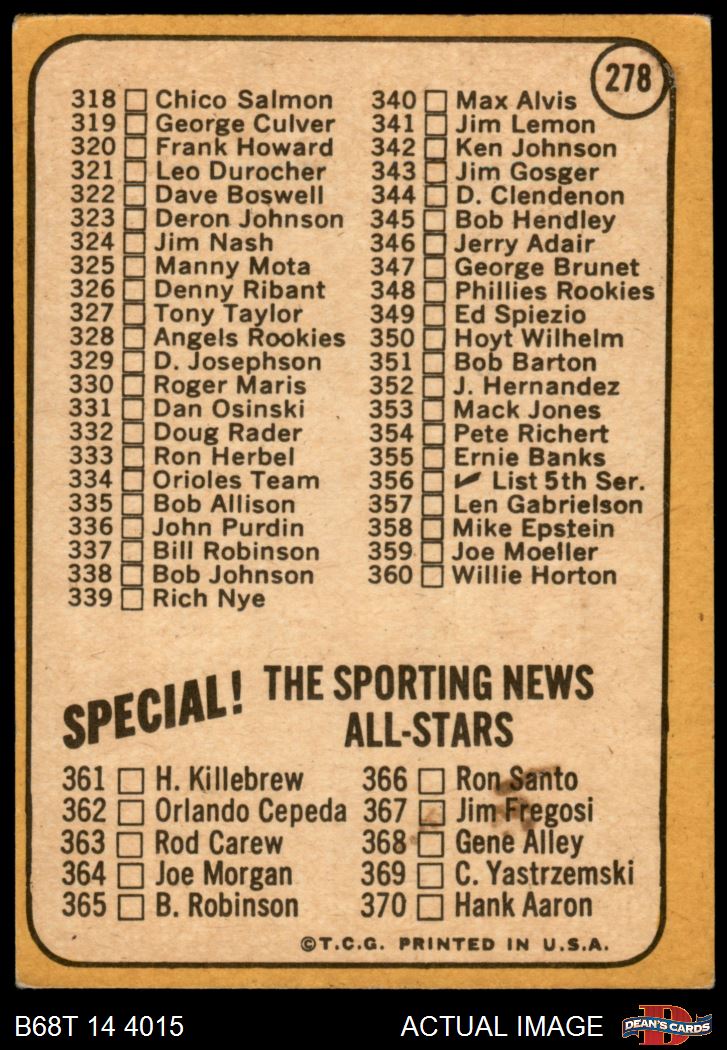 278
318 Chico Salmon
319 George Culver
320 Frank Howard
321 Leo Durocher
322 Dave Boswell
323 Deron Johnson
324 Jim Nash
325 Manny Mota
326 Denny Ribant
327 Tony Taylor
328 Angels Rookies
329 D. Josephson
330 Roger Maris
331 Dan Osinski
332 Doug Rader
333 Ron Herbel
334 Orioles Team
335 Bob Allison
336 John Purdin
337 Bill Robinson
338 Bob Johnson
339 Rich Nye
340 Max Alvis
341 Jim Lemon
342 Ken Johnson
343 Jim Gosger
344 D. Clendenon
345 Bob Hendley
346 Jerry Adair
347 George Brunet
348 Phillies Rookies
349 Ed Spiezio
350 Hoyt Wilhelm
351 Bob Barton
352 J. Hernandez
353 Mack Jones
354 Pete Richert
355 Ernie Banks
356 ✓ List 5th Ser.
357 Len Gabrielson
358 Mike Epstein
359 Joe Moeller
360 Willie Horton
SPECIAL! THE SPORTING NEWS
ALL-STARS
361 H. Killebrew
362 Orlando Cepeda
363 Rod Carew
364 Joe Morgan
365 B. Robinson
366 Ron Santo
367 Jim Fregosi
368 Gene Alley
369 C. Yastrzemski
370 Hank Aaron
©T.C.G. PRINTED IN U.S.A.
B68T 14 4015
ACTUAL IMAGE
D
DEAN'S CARDS